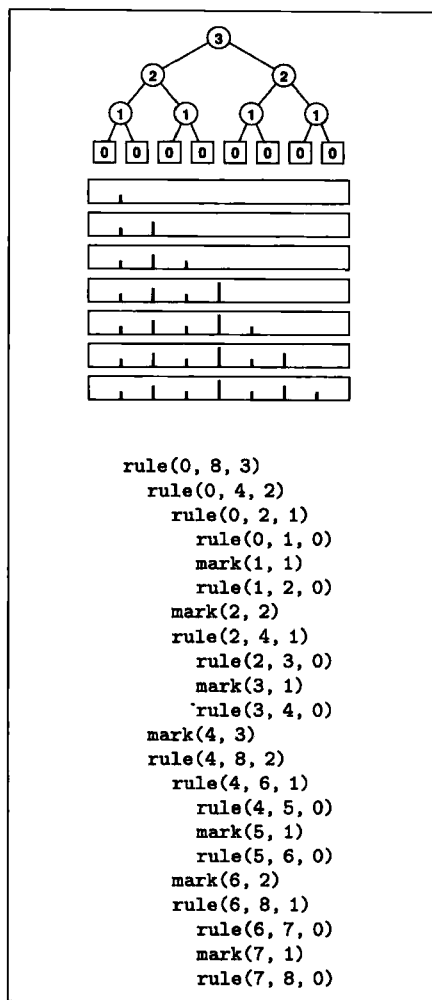 3
2 2
1 1 1 1
0 0 0 0 0 0 0 0
rule(0, 8, 3)
rule(0, 4, 2)
rule(0, 2, 1)
rule(0, 1, 0)
mark(1, 1)
rule(1, 2, 0)
mark(2, 2)
rule(2, 4, 1)
rule(2, 3, 0)
mark(3, 1)
rule(3, 4, 0)
mark(4, 3)
rule(4, 8, 2)
rule(4, 6, 1)
rule(4, 5, 0)
mark(5, 1)
rule(5, 6, 0)
mark(6, 2)
rule(6, 8, 1)
rule(6, 7, 0)
mark(7, 1)
rule(7, 8, 0)